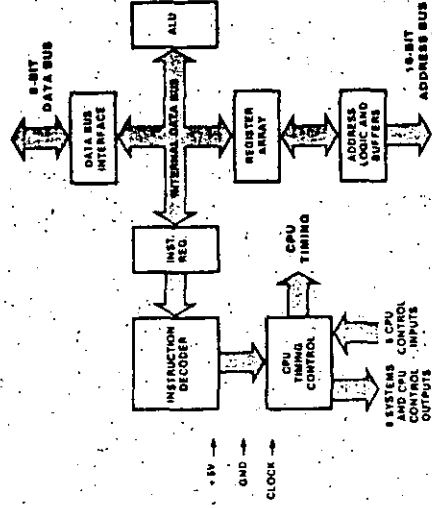 8-BIT
DATA BUS
DATA BUS
INTERFACE
ALU
INTERNAL DATA BUS
INST.
REG.
REGISTER
ARRAY
INSTRUCTION
DECODER
CPU
TIMING
CONTROL
CPU
TIMING
ADDRESS
LOGIC AND
BUFFERS
16-BIT
ADDRESS BUS
+5V
GND
CLOCK
8 SYSTEMS
AND CPU
CONTROL
OUTPUTS
5 CPU
CONTROL
INPUTS